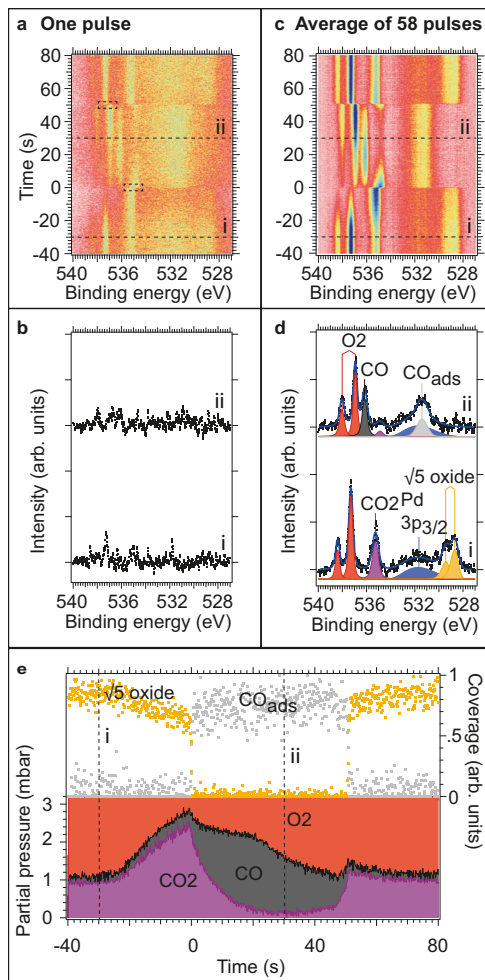 a One pulse
c Average of 58 pulses
80
60
40
20
0
-20
-40
Time (s)
ii
i
540 536 532 528
Binding energy (eV)
80
60
40
20
0
-20
-40
ii
i
540 536 532 528
Binding energy (eV)
b
Intensity (arb. units)
ii
i
540 536 532 528
Binding energy (eV)
d
Intensity (arb. units)
O2
CO
COads
ii
√5 oxide
CO2 Pd
3p3/2
i
540 536 532 528
Binding energy (eV)
e
√5 oxide
COads
i
ii
1
.5
0
Coverage (arb. units)
Partial pressure (mbar)
3
2
1
0
O2
CO2
CO
-40 0 40 80
Time (s)